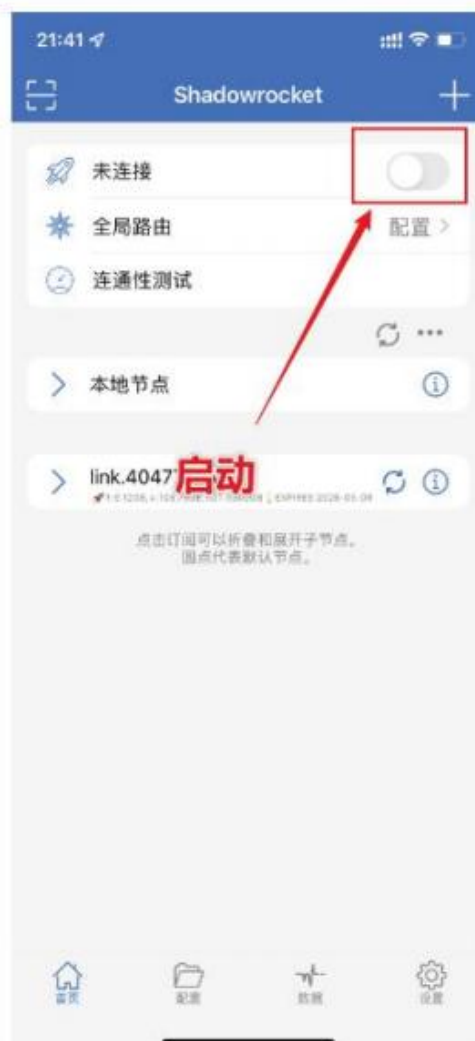 21:41
Shadowrocket
未连接
全局路由
配置
连通性测试
本地节点
link.4047
启动
点击订阅可以折叠和展开子节点。
圆点代表默认节点。
首页
配置
数据
设置